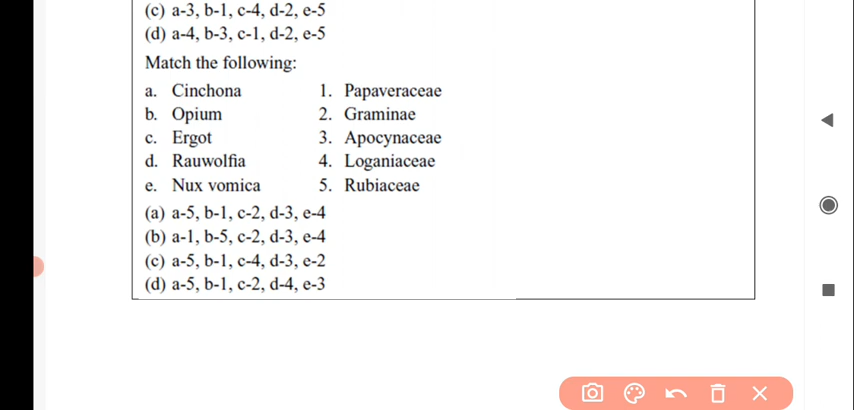 (c) a-3, b-1, c-4, d-2, e-5
(d) a-4, b-3, c-1, d-2, e-5
Match the following:
a. Cinchona 1. Papaveraceae
b. Opium 2. Graminae
c. Ergot 3. Apocynaceae
d. Rauwolfia 4. Loganiaceae
e. Nux vomica 5. Rubiaceae
(a) a-5, b-1, c-2, d-3, e-4
(b) a-1, b-5, c-2, d-3, e-4
(c) a-5, b-1, c-4, d-3, e-2
(d) a-5, b-1, c-2, d-4, e-3